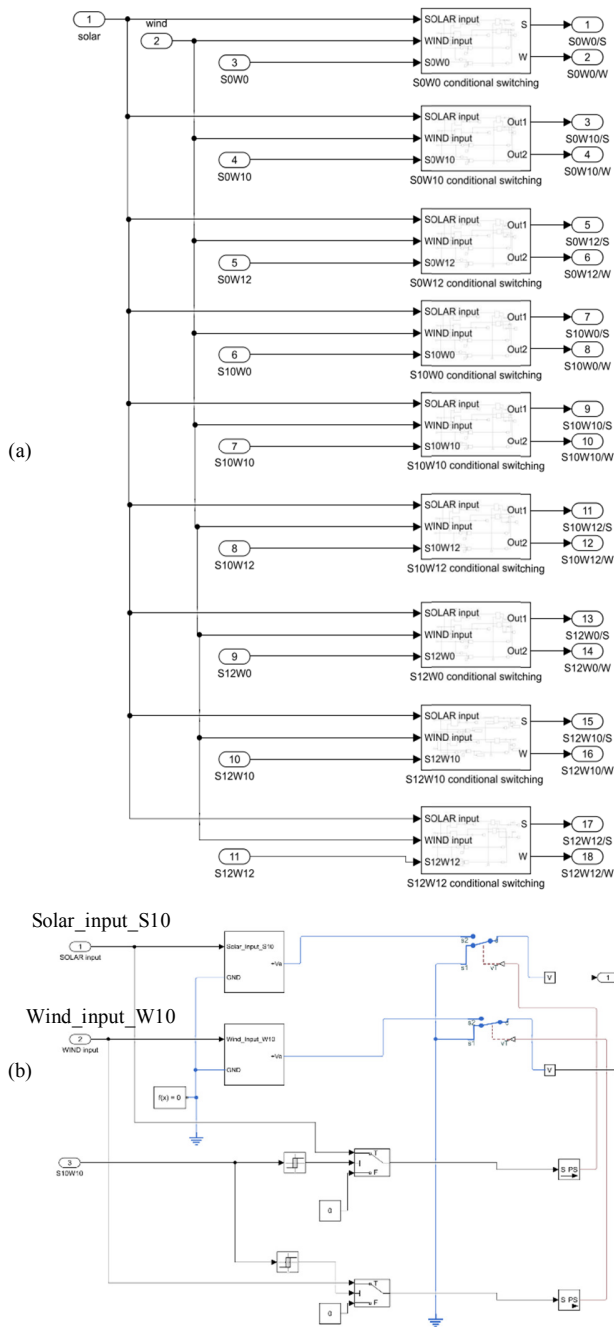 1
solar
wind
2
SOLAR input
WIND input
S0W0
S
W
S0W0 conditional switching
3
S0W0
1
S0W0/S
2
S0W0/W
SOLAR input
WIND input
S0W10
Out1
Out2
S0W10 conditional switching
4
S0W10
3
S0W10/S
4
S0W10/W
SOLAR input
WIND input
S0W12
Out1
Out2
S0W12 conditional switching
5
S0W12
5
S0W12/S
6
S0W12/W
SOLAR input
WIND input
S10W0
Out1
Out2
S10W0 conditional switching
6
S10W0
7
S10W0/S
8
S10W0/W
(a)
SOLAR input
WIND input
S10W10
Out1
Out2
S10W10 conditional switching
7
S10W10
9
S10W10/S
10
S10W10/W
SOLAR input
WIND input
S10W12
Out1
Out2
S10W12 conditional switching
8
S10W12
11
S10W12/S
12
S10W12/W
SOLAR input
WIND input
S12W0
Out1
Out2
S12W0 conditional switching
9
S12W0
13
S12W0/S
14
S12W0/W
SOLAR input
WIND input
S12W10
S
W
S12W10 conditional switching
10
S12W10
15
S12W10/S
16
S12W10/W
SOLAR input
WIND input
S12W12
S
W
S12W12 conditional switching
11
S12W12
17
S12W12/S
18
S12W12/W
Solar_input_S10
1
SOLAR input
Solar_Input_S10
+Va
GND
s2
s1
v1
V
1
Wind_input_W10
2
WIND input
(b)
Wind_Input_W10
+Va
GND
s2
s1
v1
V
f(x) = 0
3
S10W10
T
F
0
S PS
T
F
0
S PS